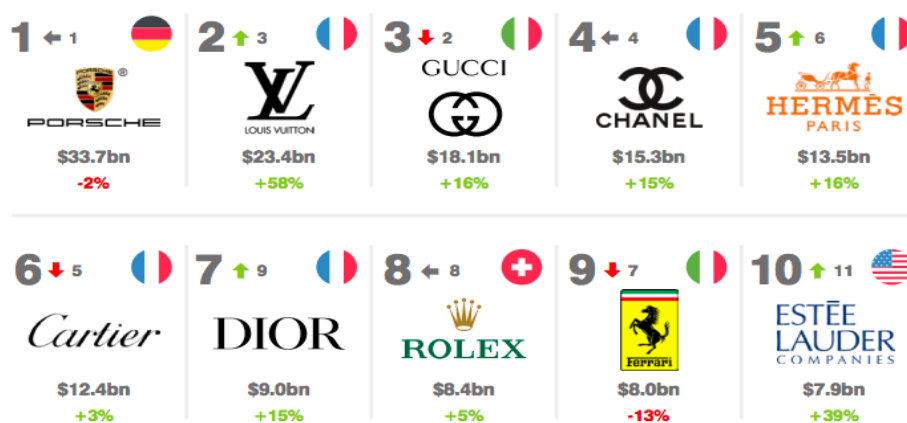 1 1
PORSCHE ®
PORSCHE
$33.7bn
-2%
2 3
LV
LOUIS VUITTON
$23.4bn
+58%
3 2
GUCCI
$18.1bn
+16%
4 4
CHANEL
$15.3bn
+15%
5 6
HERMĒS
PARIS
$13.5bn
+16%
6 5
Cartier
$12.4bn
+3%
7 9
DIOR
$9.0bn
+15%
8 8
ROLEX
$8.4bn
+5%
9 7
Ferrari
$8.0bn
-13%
10 11
ESTĒE
LAUDER
COMPANIES
$7.9bn
+39%